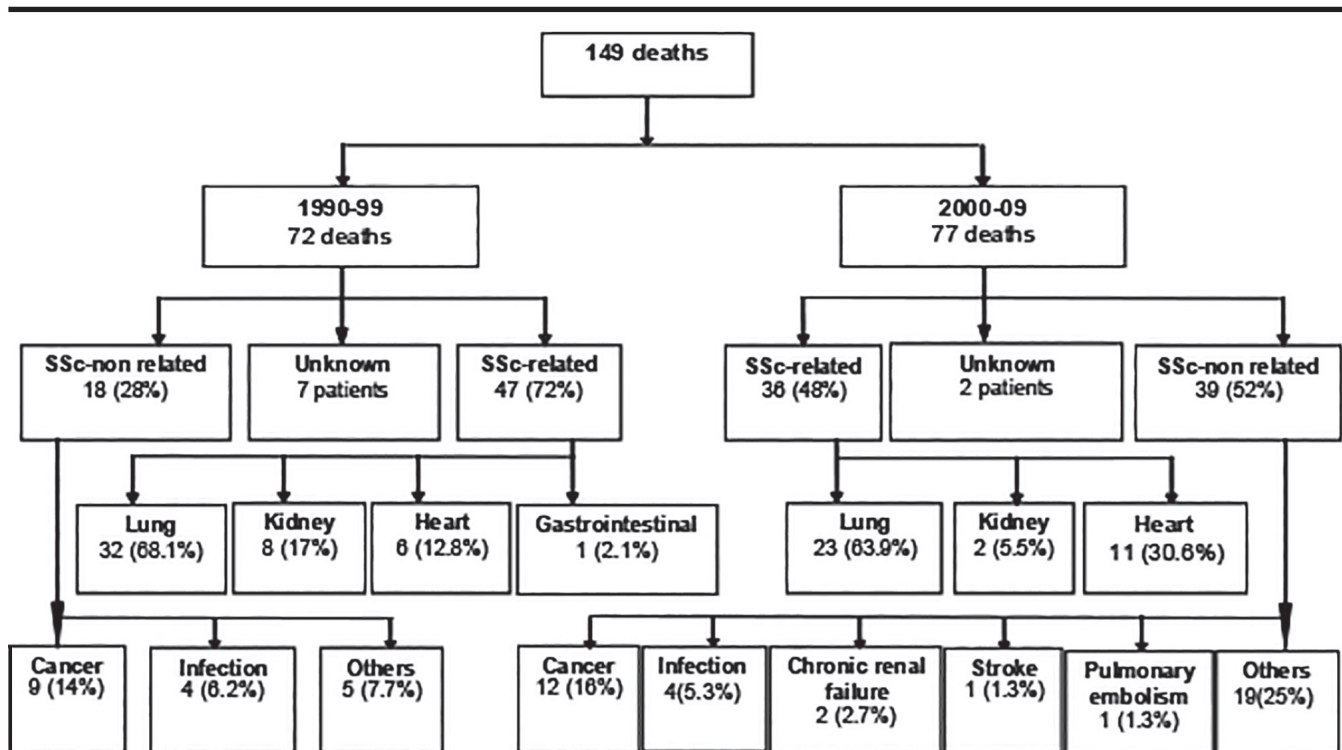 149 deaths
1990-99
72 deaths
2000-09
77 deaths
SSc-non related
18 (28%)
Unknown
7 patients
SSc-related
47 (72%)
SSc-related
36 (48%)
Unknown
2 patients
SSc-non related
39 (52%)
Lung
32 (68.1%)
Kidney
8 (17%)
Heart
6 (12.8%)
Gastrointestinal
1 (2.1%)
Lung
23 (63.9%)
Kidney
2 (5.5%)
Heart
11 (30.6%)
Cancer
9 (14%)
Infection
4 (6.2%)
Others
5 (7.7%)
Cancer
12 (16%)
Infection
4(5.3%)
Chronic renal
failure
2 (2.7%)
Stroke
1 (1.3%)
Pulmonary
embolism
1 (1.3%)
Others
19(25%)